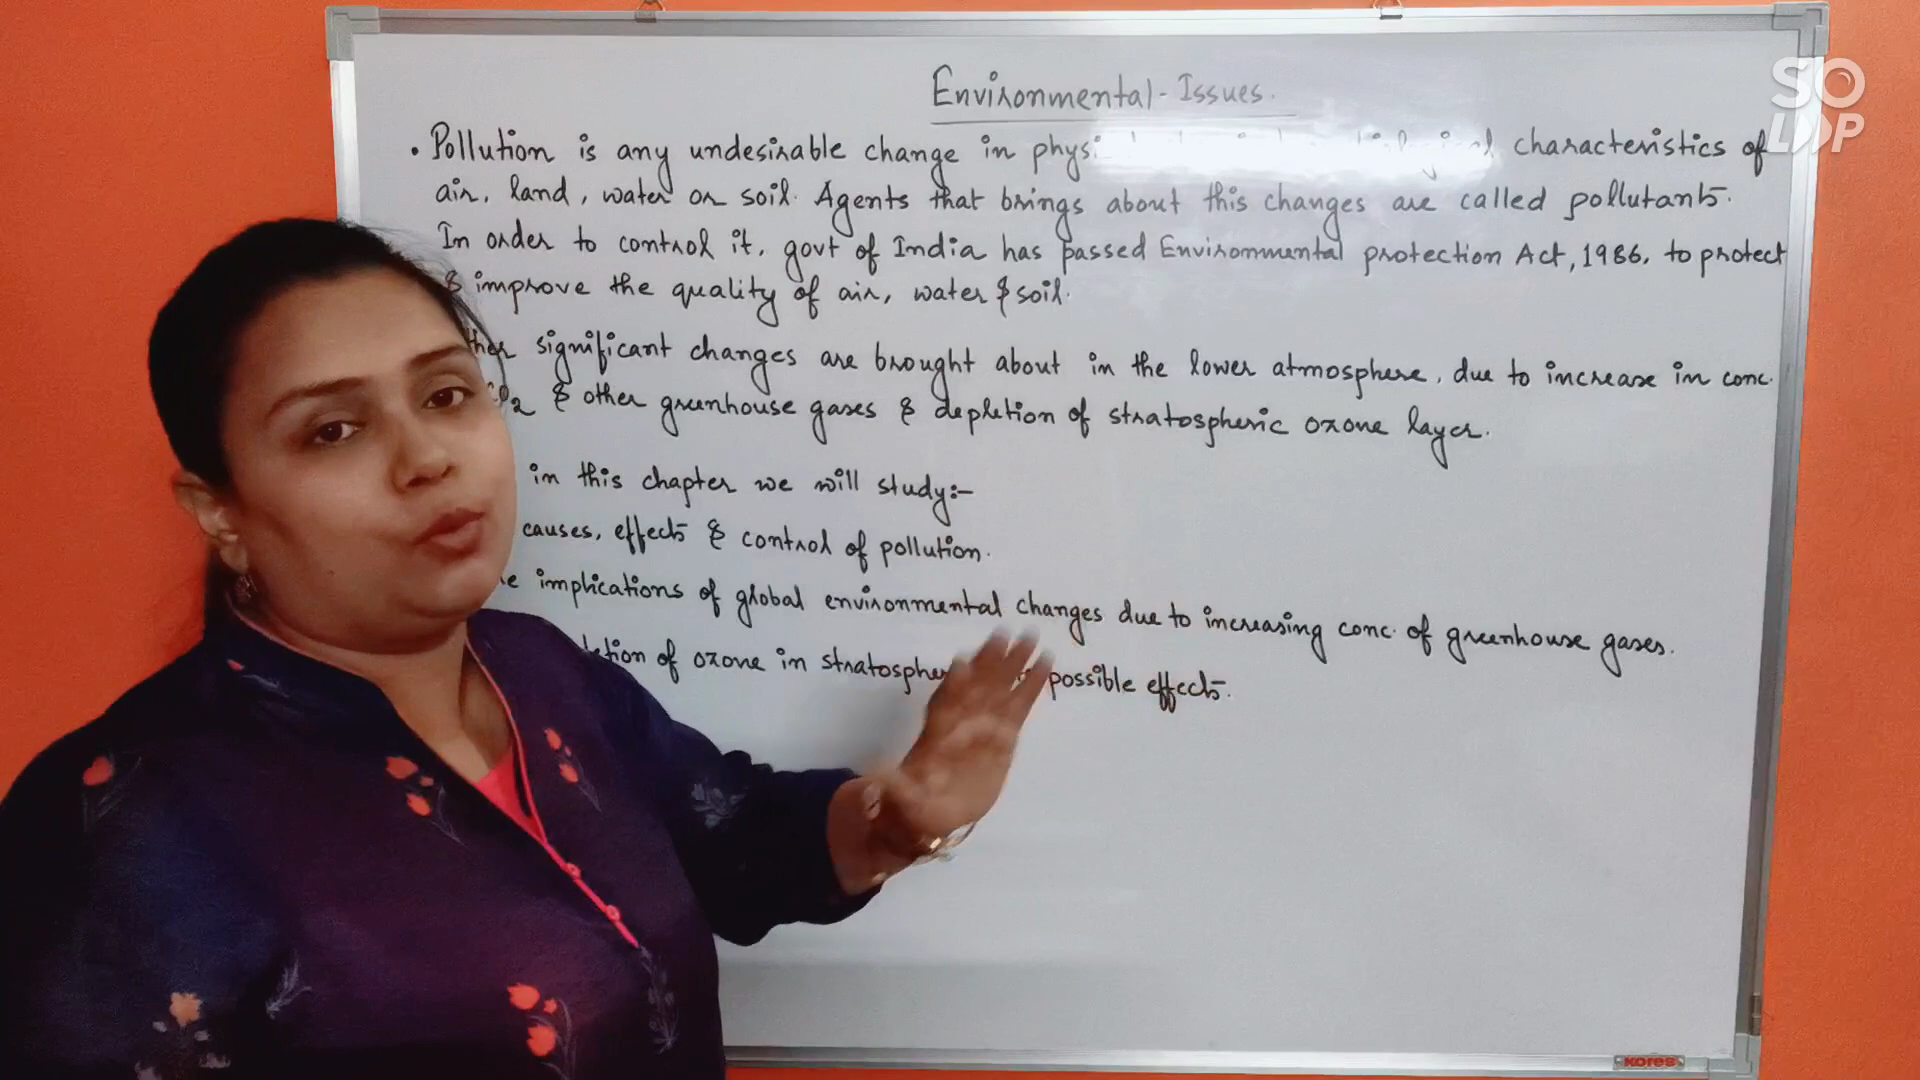 Environmental - Issues.
• Pollution is any undesirable change in physi characteristics of
air, land, water or soil. Agents that brings about this changes are called pollutants.
In order to control it, govt of India has passed Environmental protection Act, 1986, to protect
& improve the quality of air, water & soil.
significant changes are brought about in the lower atmosphere, due to increase in conc.
CO2 & other greenhouse gases & depletion of stratospheric ozone layer.
in this chapter we will study:-
causes, effects & control of pollution.
implications of global environmental changes due to increasing conc. of greenhouse gases.
of ozone in possible effects.
SO LDP
KORES